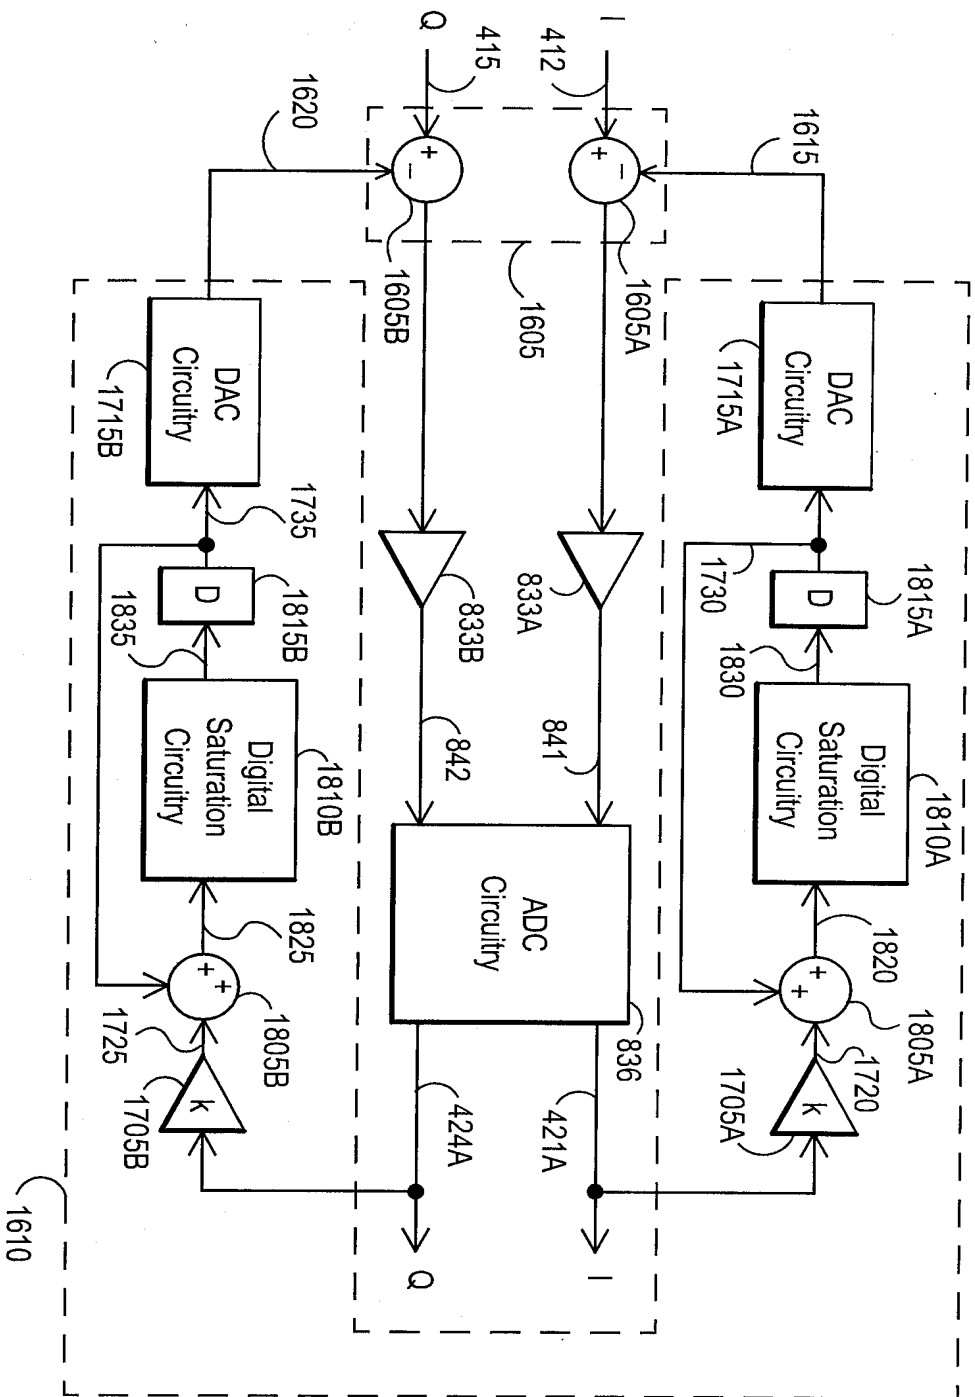 I
412
Q
415
1615
1620
1605A
1605
1605B
DAC
Circuitry
1715A
DAC
Circuitry
1715B
1730
1735
D
1815A
D
1815B
1830
1835
833A
833B
841
842
Digital
Saturation
Circuitry
1810A
Digital
Saturation
Circuitry
1810B
ADC
Circuitry
836
1820
1825
1805A
1805B
1720
1725
k
1705A
k
1705B
421A
424A
I
Q
1610
+
−
+
−
+
+
+
+